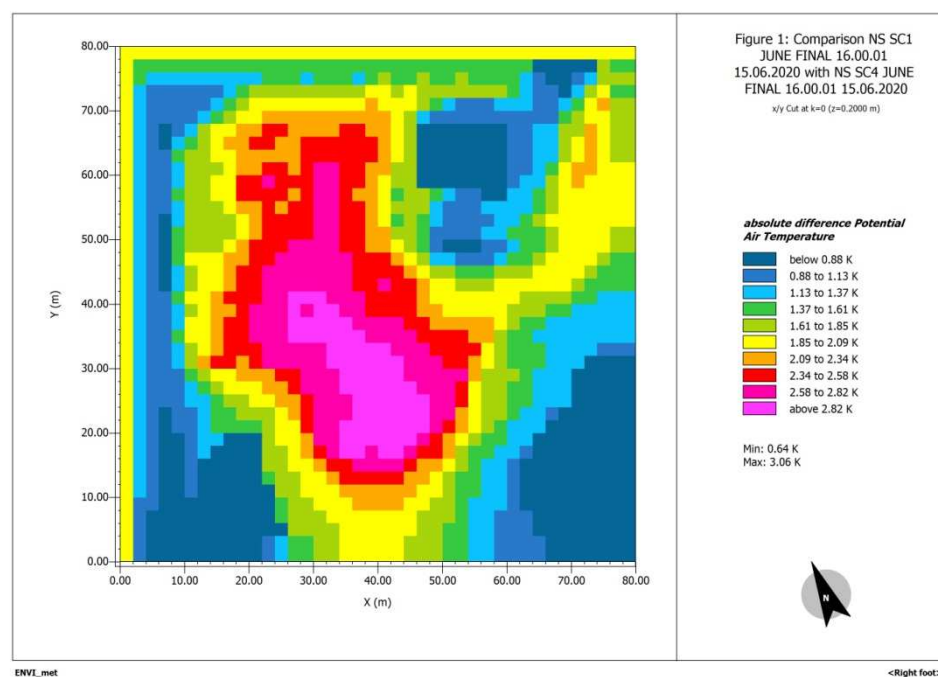 Figure 1: Comparison NS SC1
JUNE FINAL 16.00.01
15.06.2020 with NS SC4 JUNE
FINAL 16.00.01 15.06.2020
x/y Cut at k=0 (z=0.2000 m)
80.00
70.00
60.00
50.00
40.00
30.00
20.00
10.00
0.00
Y (m)
0.00 10.00 20.00 30.00 40.00 50.00 60.00 70.00 80.00
X (m)
absolute difference Potential
Air Temperature
below 0.88 K
0.88 to 1.13 K
1.13 to 1.37 K
1.37 to 1.61 K
1.61 to 1.85 K
1.85 to 2.09 K
2.09 to 2.34 K
2.34 to 2.58 K
2.58 to 2.82 K
above 2.82 K
Min: 0.64 K
Max: 3.06 K
N
ENVI_met
<Right foot: